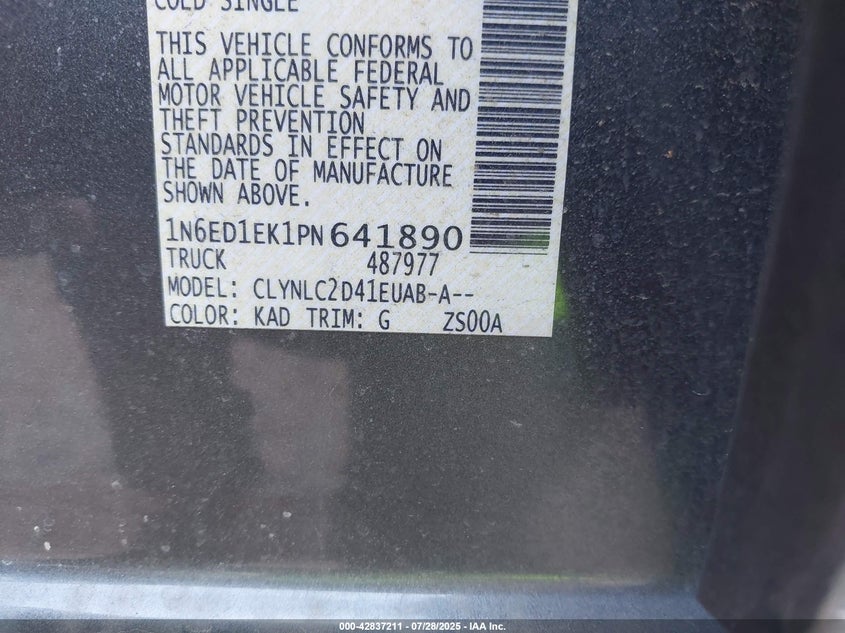 COLD SINGLE
THIS VEHICLE CONFORMS TO
ALL APPLICABLE FEDERAL
MOTOR VEHICLE SAFETY AND
THEFT PREVENTION
STANDARDS IN EFFECT ON
THE DATE OF MANUFACTURE
SHOWN ABOVE.
1N6ED1EK1PN641890
TRUCK 487977
MODEL: CLYNLC2D41EUAB-A--
COLOR: KAD TRIM: G ZS00A
000-42837211 - 07/28/2025 - IAA Inc.